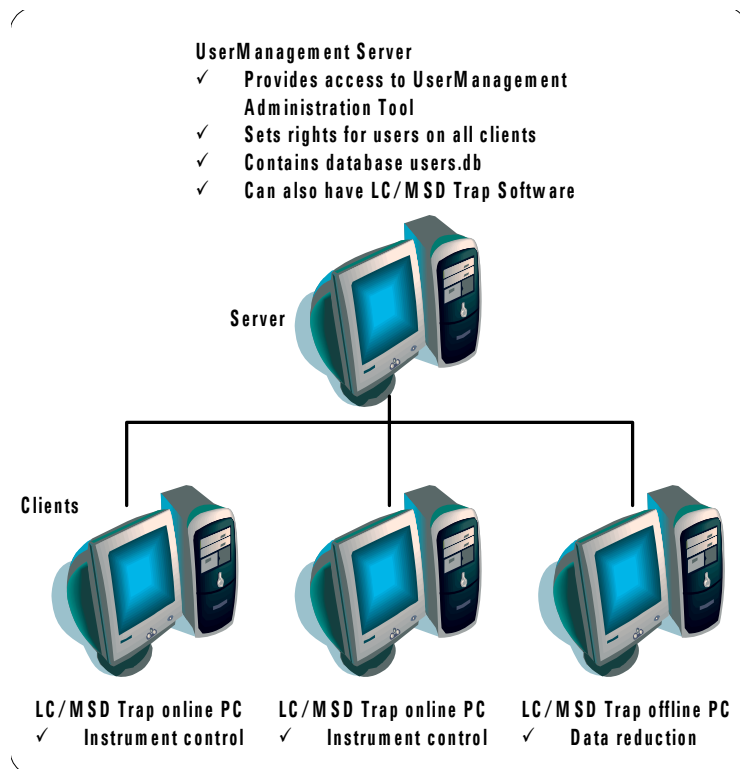 UserManagement Server
✓ Provides access to UserManagement
Administration Tool
✓ Sets rights for users on all clients
✓ Contains database users.db
✓ Can also have LC/MSD Trap Software
Server
Clients
LC/MSD Trap online PC
✓ Instrument control
LC/MSD Trap online PC
✓ Instrument control
LC/MSD Trap offline PC
✓ Data reduction